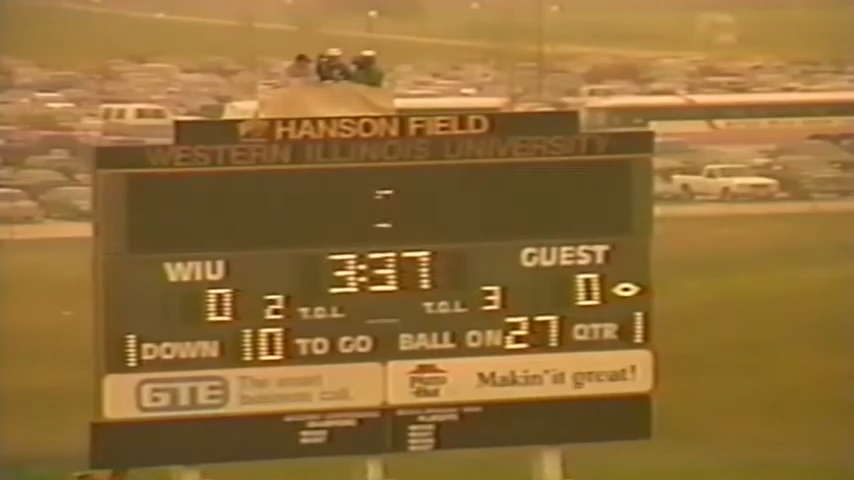 HANSON FIELD
WESTERN ILLINOIS UNIVERSITY
WIU 3:37 GUEST
0 2 T.O.L. T.O.L. 3 0
1 DOWN 10 TO GO BALL ON 27 QTR 1
GTE The smart business call.
Pizza Hut Makin' it great!